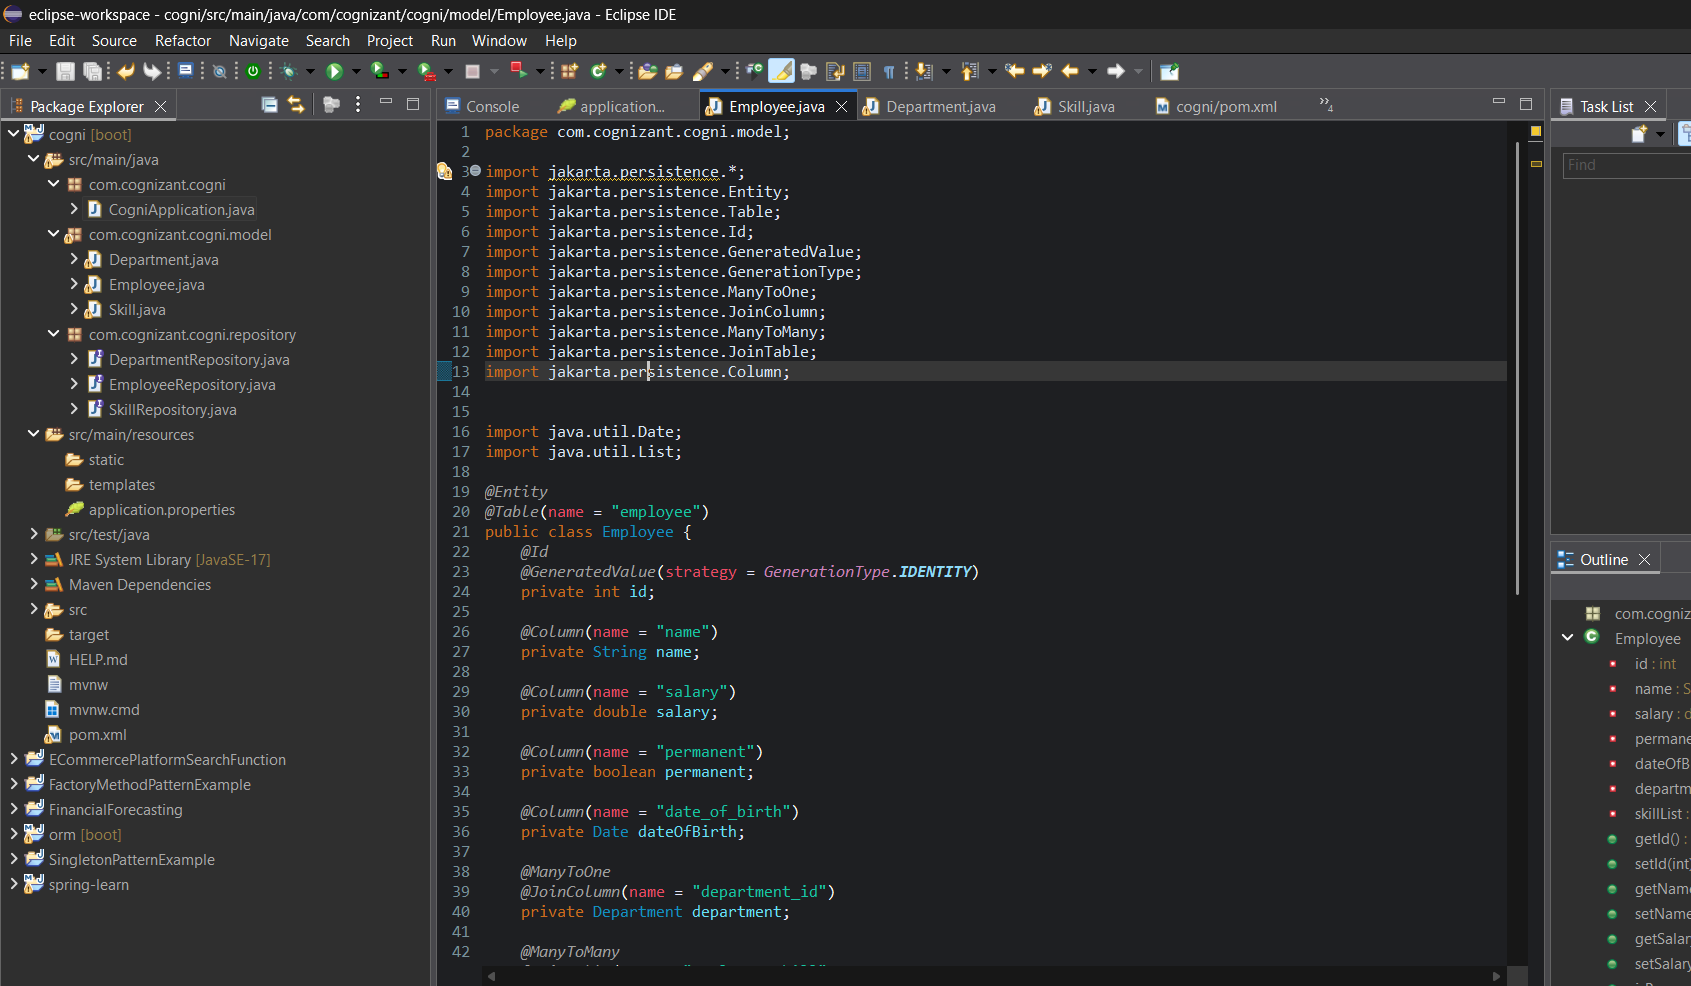 eclipse-workspace - cogni/src/main/java/com/cognizant/cogni/model/Employee.java - Eclipse IDE
File Edit Source Refactor Navigate Search Project Run Window Help
Package Explorer
cogni [boot]
src/main/java
com.cognizant.cogni
CogniApplication.java
com.cognizant.cogni.model
Department.java
Employee.java
Skill.java
com.cognizant.cogni.repository
DepartmentRepository.java
EmployeeRepository.java
SkillRepository.java
src/main/resources
static
templates
application.properties
src/test/java
JRE System Library [JavaSE-17]
Maven Dependencies
src
target
HELP.md
mvnw
mvnw.cmd
pom.xml
ECommercePlatformSearchFunction
FactoryMethodPatternExample
FinancialForecasting
orm [boot]
SingletonPatternExample
spring-learn
Console application... Employee.java Department.java Skill.java cogni/pom.xml »4
1 package com.cognizant.cogni.model;
2
3 import jakarta.persistence.*;
4 import jakarta.persistence.Entity;
5 import jakarta.persistence.Table;
6 import jakarta.persistence.Id;
7 import jakarta.persistence.GeneratedValue;
8 import jakarta.persistence.GenerationType;
9 import jakarta.persistence.ManyToOne;
10 import jakarta.persistence.JoinColumn;
11 import jakarta.persistence.ManyToMany;
12 import jakarta.persistence.JoinTable;
13 import jakarta.persistence.Column;
14
15
16 import java.util.Date;
17 import java.util.List;
18
19 @Entity
20 @Table(name = "employee")
21 public class Employee {
22 @Id
23 @GeneratedValue(strategy = GenerationType.IDENTITY)
24 private int id;
25
26 @Column(name = "name")
27 private String name;
28
29 @Column(name = "salary")
30 private double salary;
31
32 @Column(name = "permanent")
33 private boolean permanent;
34
35 @Column(name = "date_of_birth")
36 private Date dateOfBirth;
37
38 @ManyToOne
39 @JoinColumn(name = "department_id")
40 private Department department;
41
42 @ManyToMany
Task List
Find
Outline
com.cogniz
Employee
id : int
name : S
salary : d
permane
dateOfB
departm
skillList :
getId() :
setId(int)
getName
setName
getSalar
setSalary